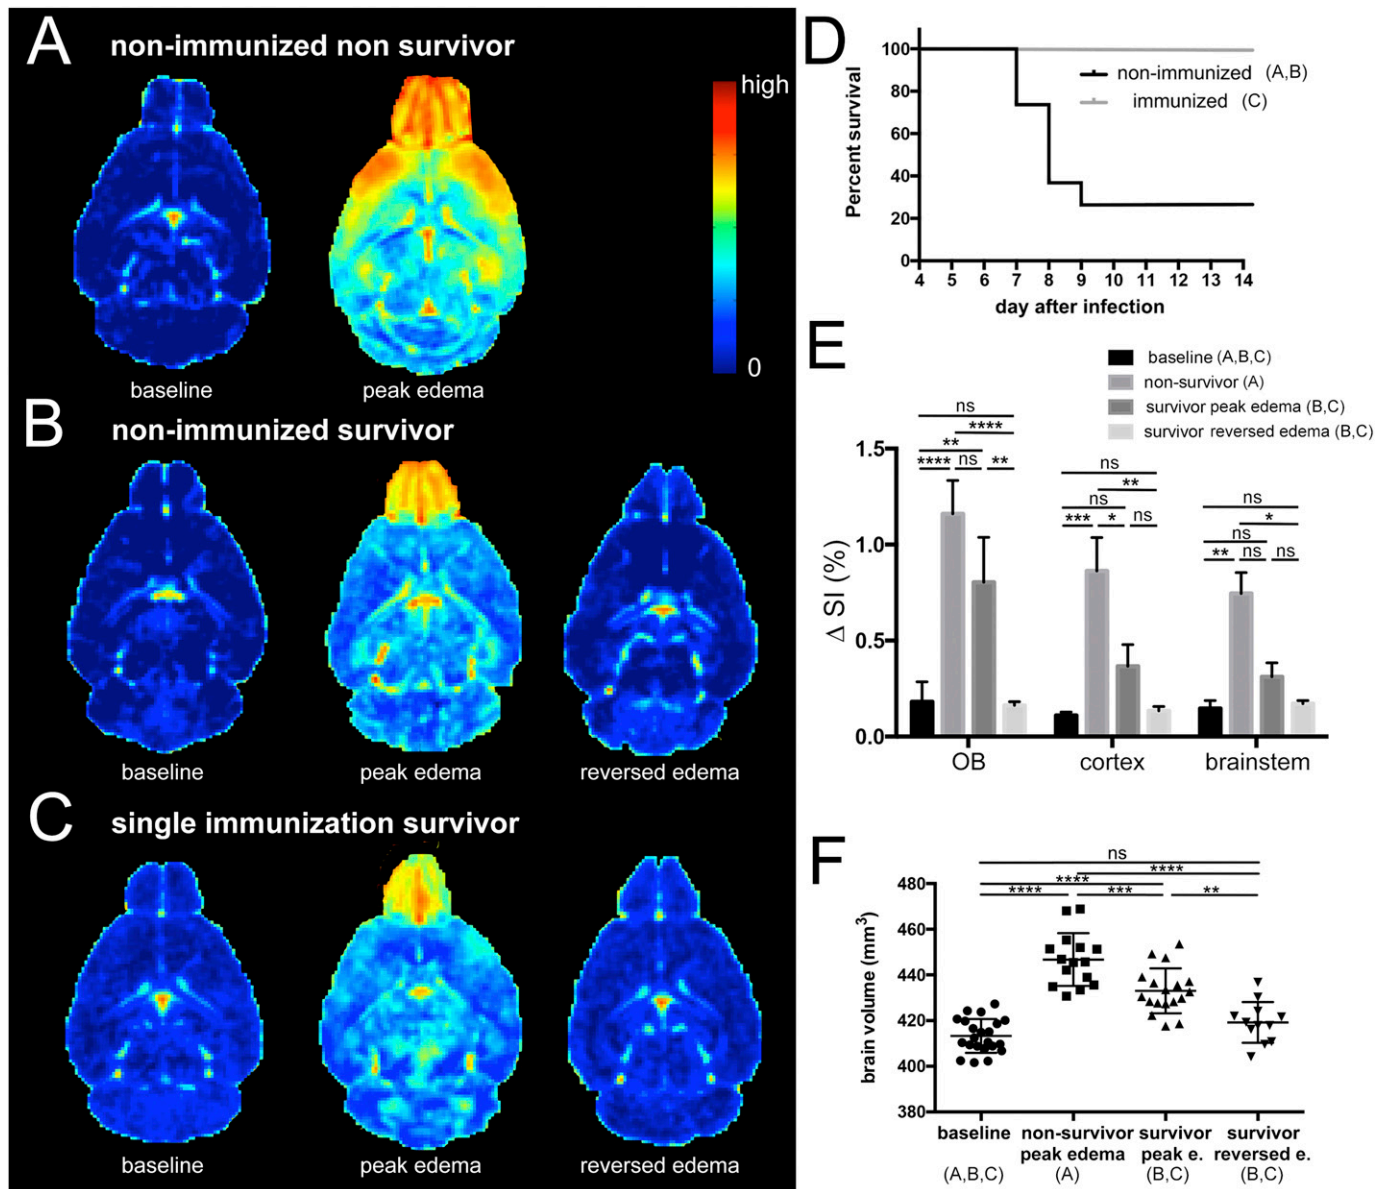 A
non-immunized non survivor
high
0
baseline
peak edema
B
non-immunized survivor
baseline
peak edema
reversed edema
C
single immunization survivor
baseline
peak edema
reversed edema
D
Percent survival
100
80
60
40
20
0
4 5 6 7 8 9 10 11 12 13 14
day after infection
non-immunized (A,B)
immunized (C)
E
baseline (A,B,C)
non-survivor (A)
survivor peak edema (B,C)
survivor reversed edema (B,C)
Δ SI (%)
1.5
1.0
0.5
0.0
ns
****
**
**** ns **
ns
**
ns
*** * ns
ns
*
ns
** ns ns
OB cortex brainstem
F
brain volume (mm³)
480
460
440
420
400
380
ns
****
****
**** *** **
baseline non-survivor survivor survivor
peak edema peak e. reversed e.
(A,B,C) (A) (B,C) (B,C)